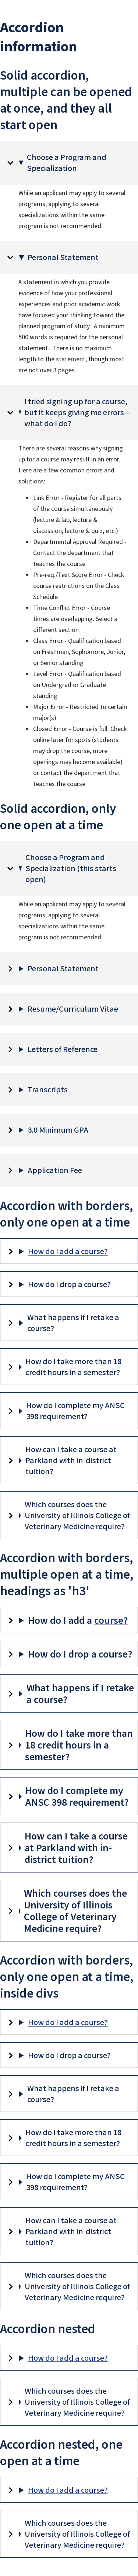 Accordion
information
Solid accordion,
multiple can be opened
at once, and they all
start open
Choose a Program and
Specialization
While an applicant may apply to several
programs, applying to several
specializations within the same
program is not recommended.
Personal Statement
A statement in which you provide
evidence of how your professional
experiences and prior academic work
have focused your thinking toward the
planned program of study. A minimum
500 words is required for the personal
statement. There is no maximum
length to the statement, though most
are not over 3 pages.
I tried signing up for a course,
but it keeps giving me errors—
what do I do?
There are several reasons why signing
up for a course may result in an error.
Here are a few common errors and
solutions:
Link Error - Register for all parts
of the course simultaneously
(lecture & lab; lecture &
discussion; lecture & quiz, etc.)
Departmental Approval Required -
Contact the department that
teaches the course
Pre-req./Test Score Error - Check
course restrictions on the Class
Schedule
Time Conflict Error - Course
times are overlapping. Select a
different section
Class Error - Qualification based
on Freshman, Sophomore, Junior,
or Senior standing
Level Error - Qualification based
on Undergrad or Graduate
standing
Major Error - Restricted to certain
major(s)
Closed Error - Course is full. Check
online later for spots (students
may drop the course, more
openings may become available)
or contact the department that
teaches the course
Solid accordion, only
one open at a time
Choose a Program and
Specialization (this starts
open)
While an applicant may apply to several
programs, applying to several
specializations within the same
program is not recommended.
Personal Statement
Resume/Curriculum Vitae
Letters of Reference
Transcripts
3.0 Minimum GPA
Application Fee
Accordion with borders,
only one open at a time
How do I add a course?
How do I drop a course?
What happens if I retake a
course?
How do I take more than 18
credit hours in a semester?
How do I complete my ANSC
398 requirement?
How can I take a course at
Parkland with in-district
tuition?
Which courses does the
University of Illinois College of
Veterinary Medicine require?
Accordion with borders,
multiple open at a time,
headings as 'h3'
How do I add a course?
How do I drop a course?
What happens if I retake
a course?
How do I take more than
18 credit hours in a
semester?
How do I complete my
ANSC 398 requirement?
How can I take a course
at Parkland with in-
district tuition?
Which courses does the
University of Illinois
College of Veterinary
Medicine require?
Accordion with borders,
only one open at a time,
inside divs
How do I add a course?
How do I drop a course?
What happens if I retake a
course?
How do I take more than 18
credit hours in a semester?
How do I complete my ANSC
398 requirement?
How can I take a course at
Parkland with in-district
tuition?
Which courses does the
University of Illinois College of
Veterinary Medicine require?
Accordion nested
How do I add a course?
Which courses does the
University of Illinois College of
Veterinary Medicine require?
Accordion nested, one
open at a time
How do I add a course?
Which courses does the
University of Illinois College of
Veterinary Medicine require?